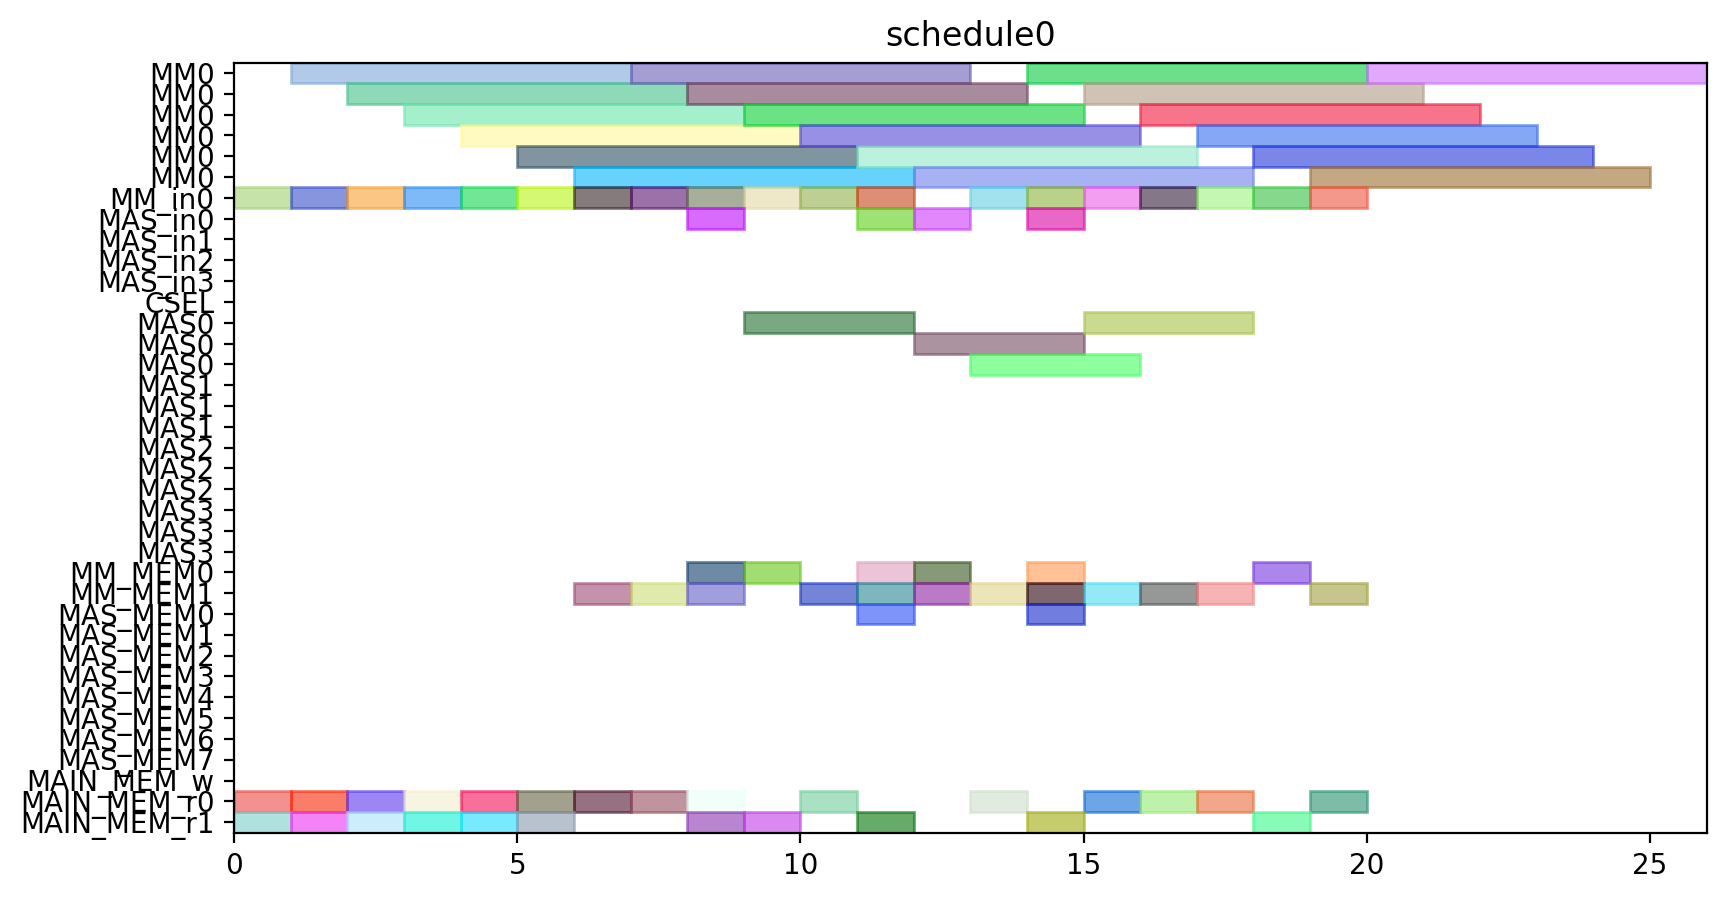 schedule0
MM0
MM0
MM0
MM0
MM0
MM0
MM_in0
MAS_in0
MAS_in1
MAS_in2
MAS_in3
CSEL
MAS0
MAS0
MAS0
MAS1
MAS1
MAS1
MAS2
MAS2
MAS2
MAS3
MAS3
MAS3
MM_MEM0
MM_MEM1
MAS_MEM0
MAS_MEM1
MAS_MEM2
MAS_MEM3
MAS_MEM4
MAS_MEM5
MAS_MEM6
MAS_MEM7
MAIN_MEM_w
MAIN_MEM_r0
MAIN_MEM_r1
0 5 10 15 20 25